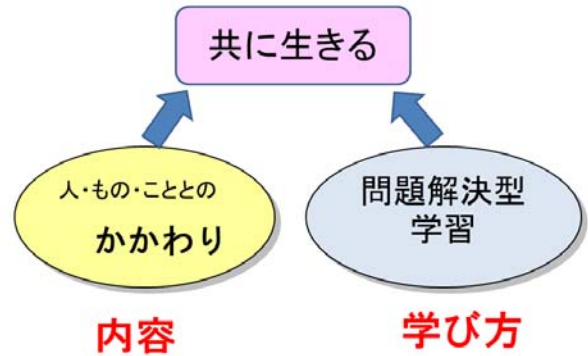 共に生きる
人・もの・こととの
かかわり
問題解決型
学習
内容
学び方